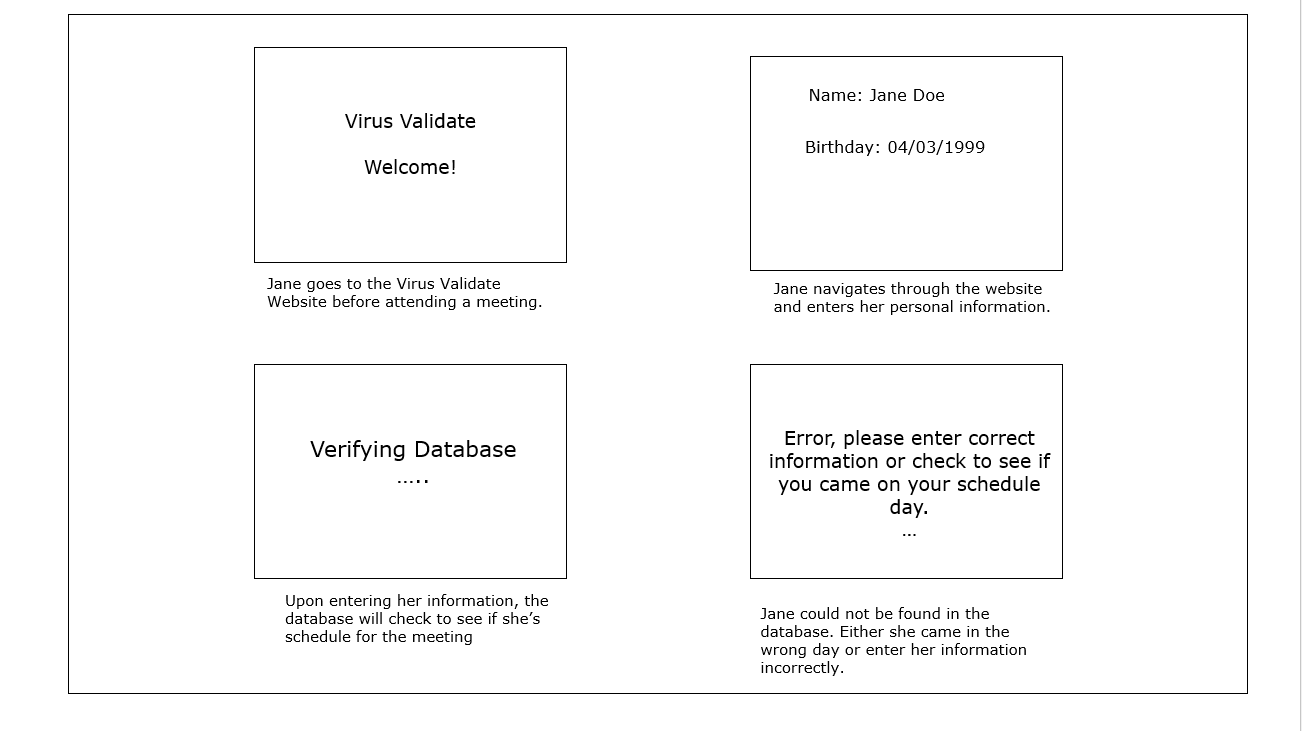 Virus Validate
Welcome!
Jane goes to the Virus Validate
Website before attending a meeting.
Name: Jane Doe
Birthday: 04/03/1999
Jane navigates through the website
and enters her personal information.
Verifying Database
…..
Upon entering her information, the
database will check to see if she’s
schedule for the meeting
Error, please enter correct
information or check to see if
you came on your schedule
day.
…
Jane could not be found in the
database. Either she came in the
wrong day or enter her information
incorrectly.